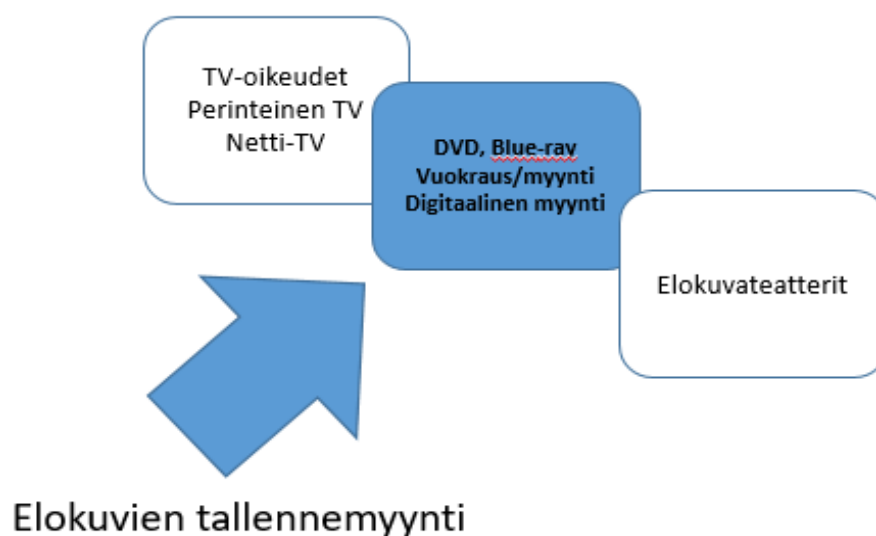 TV-oikeudet
Perinteinen TV
Netti-TV
DVD, Blue-rav
Vuokraus/myynti
Digitaalinen myynti
Elokuvateatterit
Elokuvien tallennemyynti